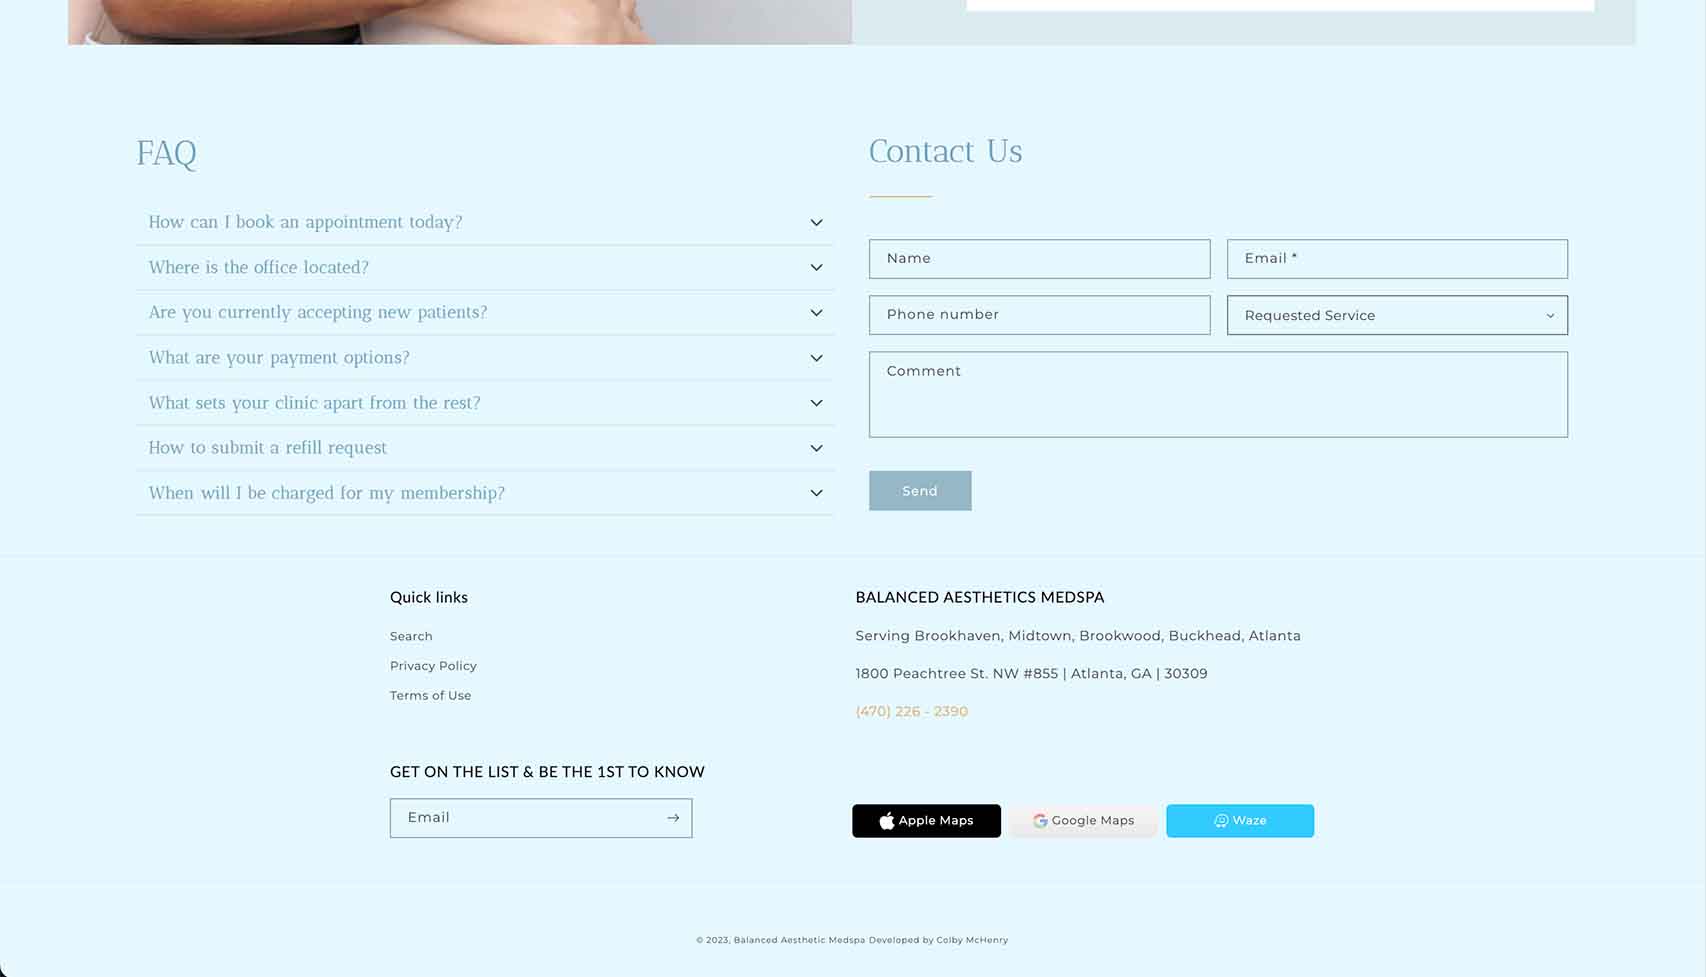 FAQ
How can I book an appointment today?
Where is the office located?
Are you currently accepting new patients?
What are your payment options?
What sets your clinic apart from the rest?
How to submit a refill request
When will I be charged for my membership?
Contact Us
Name
Email *
Phone number
Requested Service
Comment
Send
Quick links
Search
Privacy Policy
Terms of Use
BALANCED AESTHETICS MEDSPA
Serving Brookhaven, Midtown, Brookwood, Buckhead, Atlanta
1800 Peachtree St. NW #855 | Atlanta, GA | 30309
(470) 226 - 2390
GET ON THE LIST & BE THE 1ST TO KNOW
Email
Apple Maps
Google Maps
Waze
© 2023, Balanced Aesthetic Medspa Developed by Colby McHenry